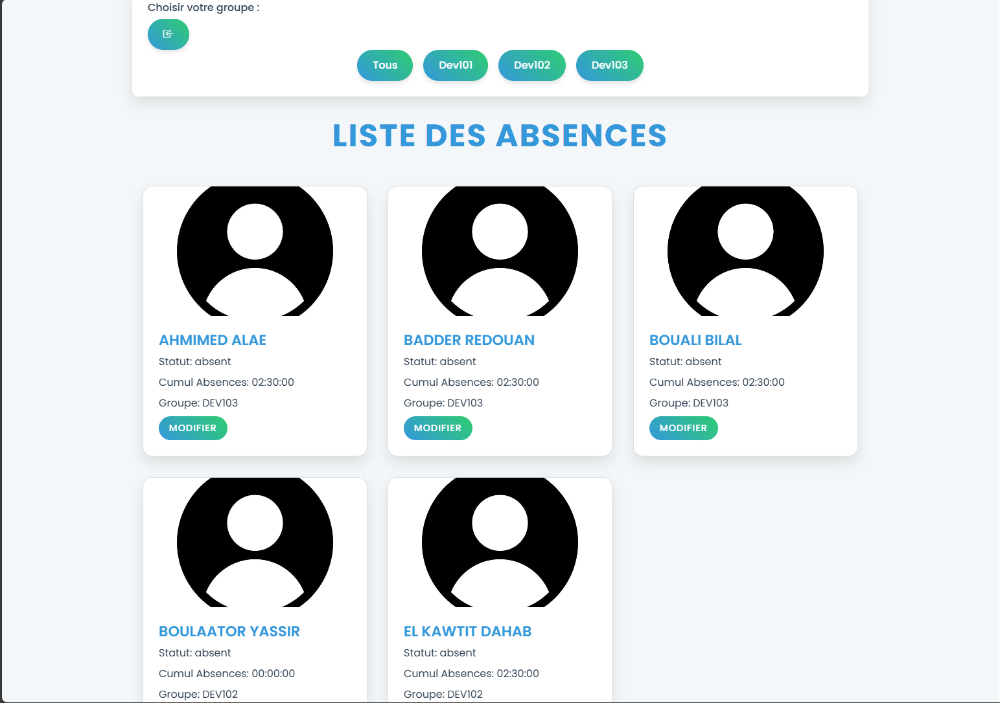 Choisir votre groupe :
Tous Dev101 Dev102 Dev103
LISTE DES ABSENCES
AHMIMED ALAE
Statut: absent
Cumul Absences: 02:30:00
Groupe: DEV103
MODIFIER
BADDER REDOUAN
Statut: absent
Cumul Absences: 02:30:00
Groupe: DEV103
MODIFIER
BOUALI BILAL
Statut: absent
Cumul Absences: 02:30:00
Groupe: DEV103
MODIFIER
BOULAATOR YASSIR
Statut: absent
Cumul Absences: 00:00:00
Groupe: DEV102
EL KAWTIT DAHAB
Statut: absent
Cumul Absences: 02:30:00
Groupe: DEV102